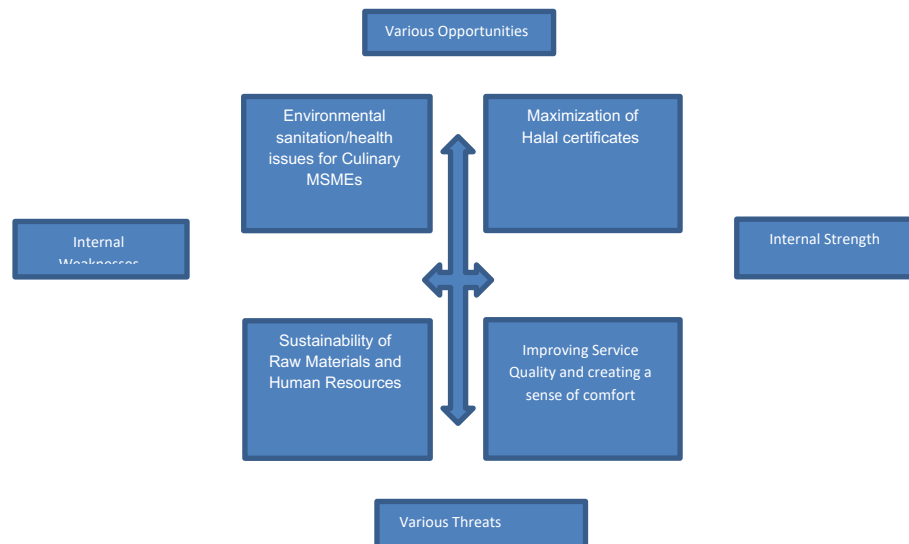 Various Opportunities
Environmental
sanitation/health
issues for Culinary
MSMEs
Maximization of
Halal certificates
Internal
Weaknesses
Internal Strength
Sustainability of
Raw Materials and
Human Resources
Improving Service
Quality and creating a
sense of comfort
Various Threats